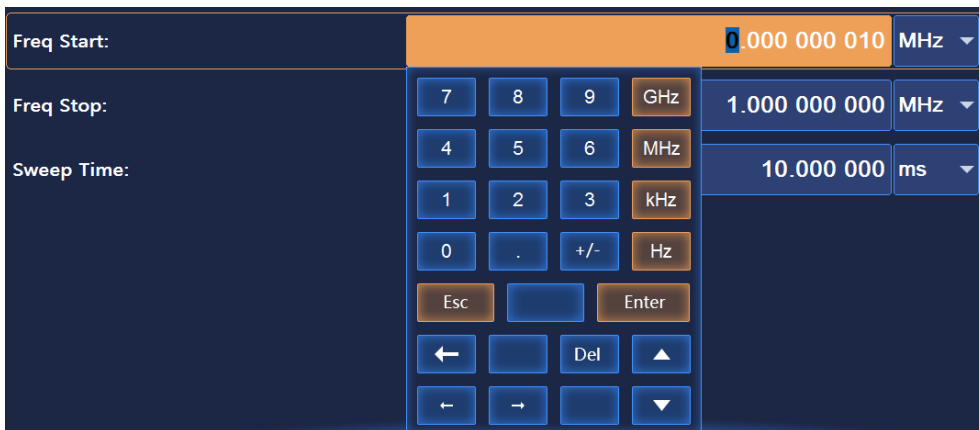 Freq Start: 0.000 000 010 MHz
Freq Stop: 1.000 000 000 MHz
Sweep Time: 10.000 000 ms
7 8 9 GHz
4 5 6 MHz
1 2 3 kHz
0 . +/- Hz
Esc Enter
← Del ▲
← → ▼